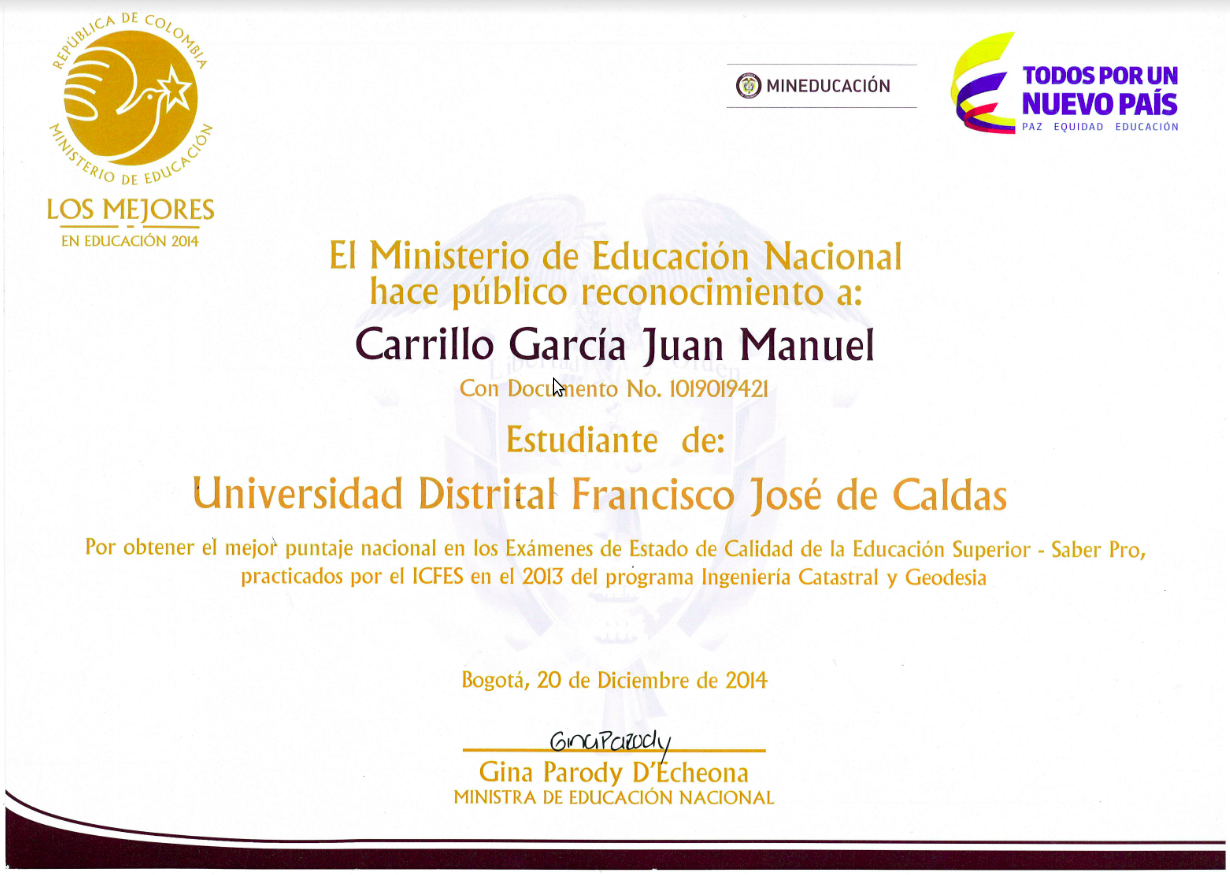 REPÚBLICA DE COLOMBIA
MINISTERIO DE EDUCACIÓN
LOS MEJORES
EN EDUCACIÓN 2014
MINEDUCACIÓN
TODOS POR UN
NUEVO PAÍS
PAZ EQUIDAD EDUCACIÓN
El Ministerio de Educación Nacional
hace público reconocimiento a:
Carrillo García Juan Manuel
Libertad y Orden
Con Documento No. 1019019421
Estudiante de:
Universidad Distrital Francisco José de Caldas
Por obtener el mejor puntaje nacional en los Exámenes de Estado de Calidad de la Educación Superior - Saber Pro,
practicados por el ICFES en el 2013 del programa Ingeniería Catastral y Geodesia
Bogotá, 20 de Diciembre de 2014
Gina Parody
Gina Parody D'Echeona
MINISTRA DE EDUCACIÓN NACIONAL